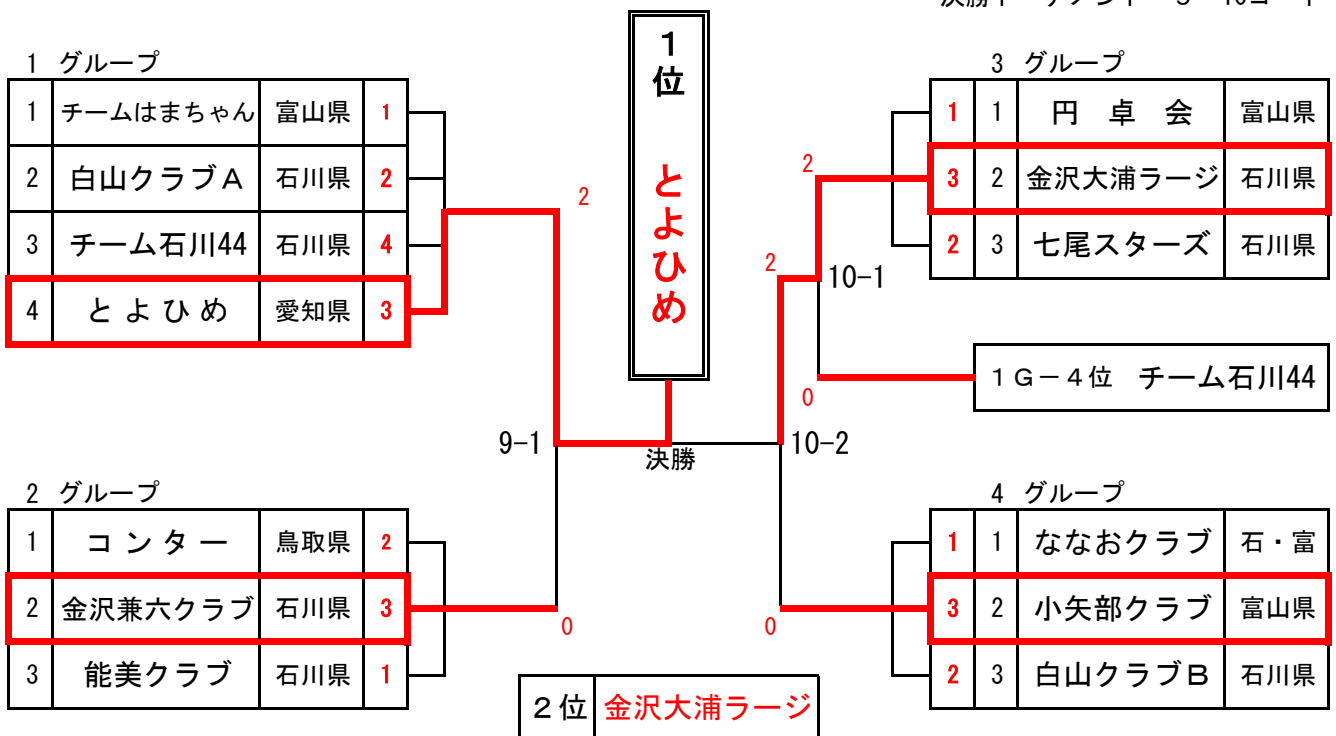 1 グループ
1 チームはまちゃん 富山県 1
2 白山クラブA 石川県 2
3 チーム石川44 石川県 4
4 とよひめ 愛知県 3
2 グループ
1 コンター 鳥取県 2
2 金沢兼六クラブ 石川県 3
3 能美クラブ 石川県 1
1位 とよひめ
2
9-1
0
決勝
2
2
10-1
0
10-2
0
3 グループ
1 1 円卓会 富山県
3 2 金沢大浦ラージ 石川県
2 3 七尾スターズ 石川県
1G-4位 チーム石川44
4 グループ
1 1 ななおクラブ 石・富
3 2 小矢部クラブ 富山県
2 3 白山クラブB 石川県
2位 金沢大浦ラージ